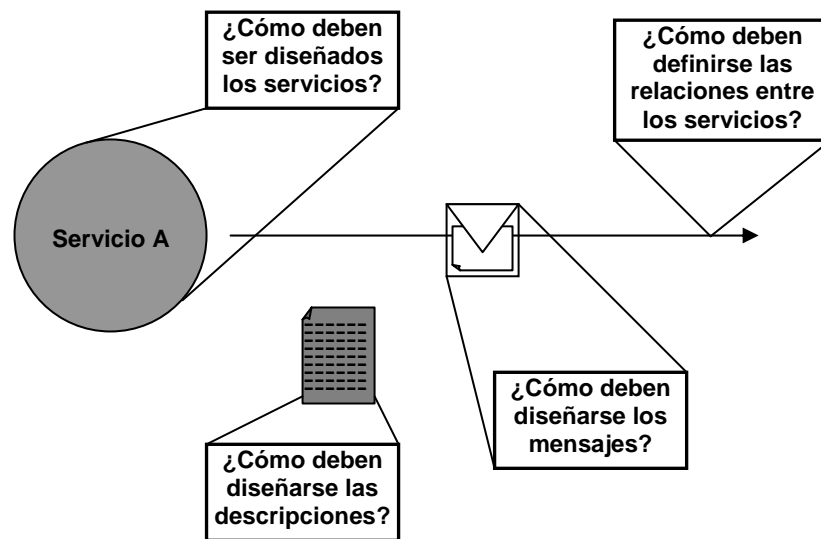 ¿Cómo deben
ser diseñados
los servicios?
¿Cómo deben
definirse las
relaciones entre
los servicios?
Servicio A
¿Cómo deben
diseñarse los
mensajes?
¿Cómo deben
diseñarse las
descripciones?